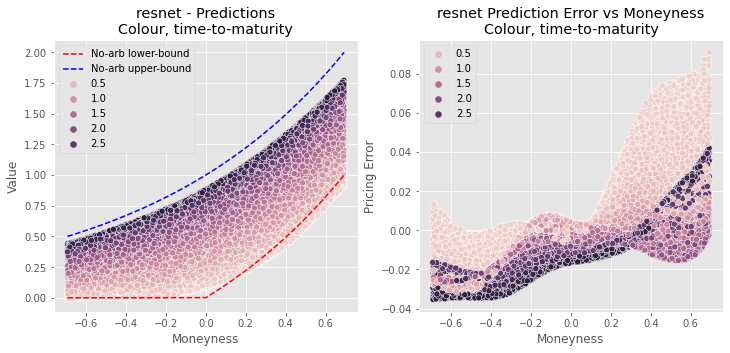 resnet - Predictions
Colour, time-to-maturity
No-arb lower-bound
No-arb upper-bound
0.5
1.0
1.5
2.0
2.5
2.00
1.75
1.50
1.25
1.00
0.75
0.50
0.25
0.00
Value
−0.6 −0.4 −0.2 0.0 0.2 0.4 0.6
Moneyness
resnet Prediction Error vs Moneyness
Colour, time-to-maturity
0.5
1.0
1.5
2.0
2.5
0.08
0.06
0.04
0.02
0.00
−0.02
−0.04
Pricing Error
−0.6 −0.4 −0.2 0.0 0.2 0.4 0.6
Moneyness